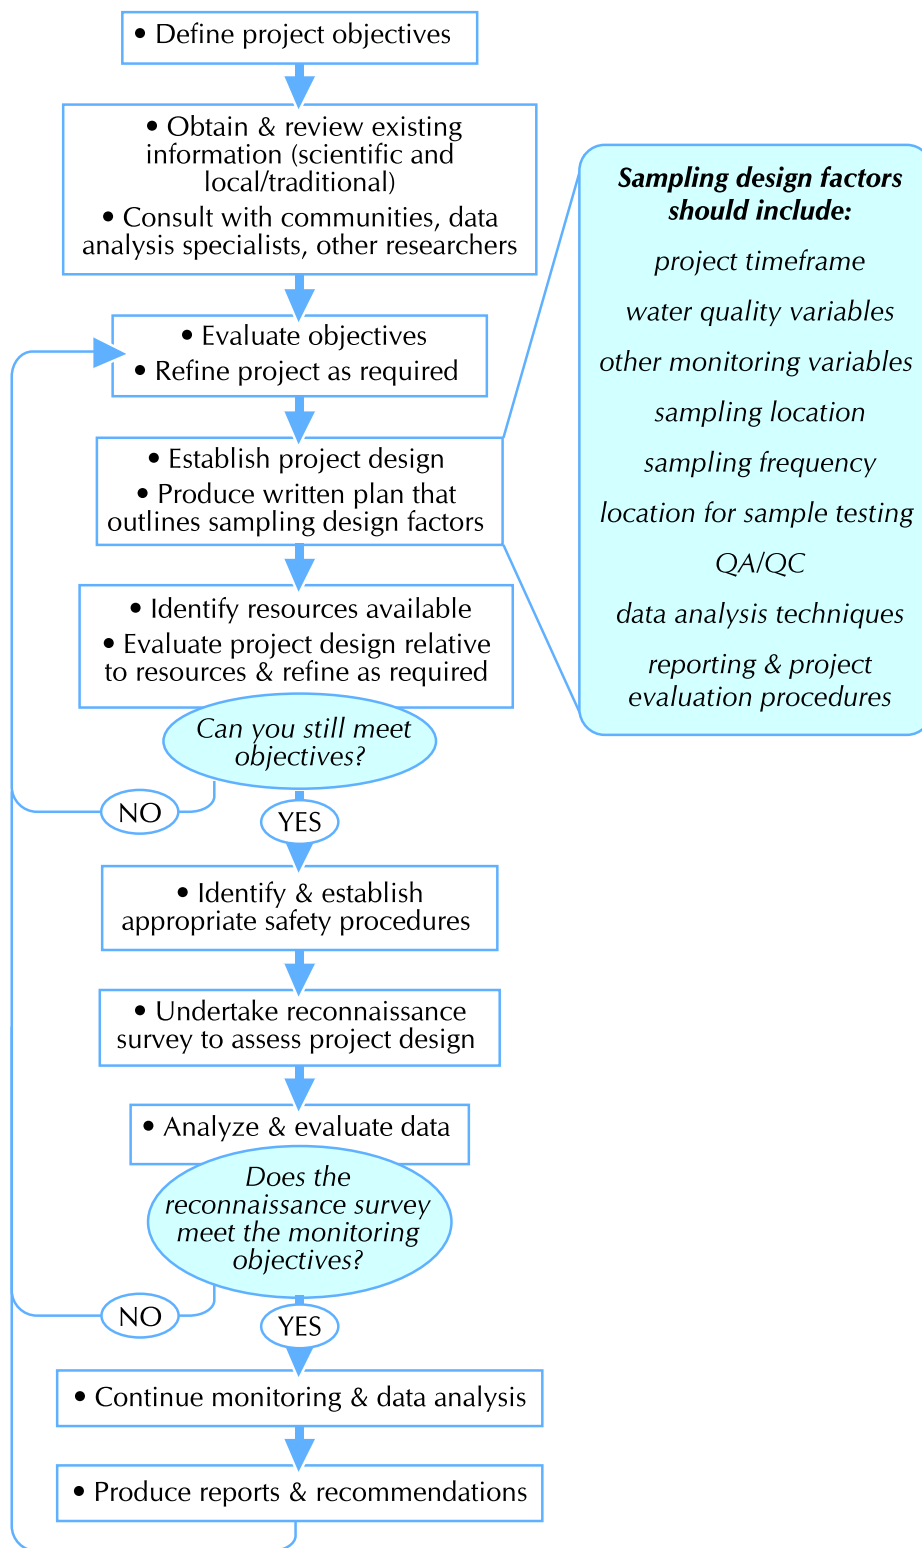 • Define project objectives
• Obtain & review existing
information (scientific and
local/traditional)
• Consult with communities, data
analysis specialists, other researchers
• Evaluate objectives
• Refine project as required
• Establish project design
• Produce written plan that
outlines sampling design factors
Sampling design factors
should include:
project timeframe
water quality variables
other monitoring variables
sampling location
sampling frequency
location for sample testing
QA/QC
data analysis techniques
reporting & project
evaluation procedures
• Identify resources available
• Evaluate project design relative
to resources & refine as required
Can you still meet
objectives?
NO
YES
• Identify & establish
appropriate safety procedures
• Undertake reconnaissance
survey to assess project design
• Analyze & evaluate data
Does the
reconnaissance survey
meet the monitoring
objectives?
NO
YES
• Continue monitoring & data analysis
• Produce reports & recommendations